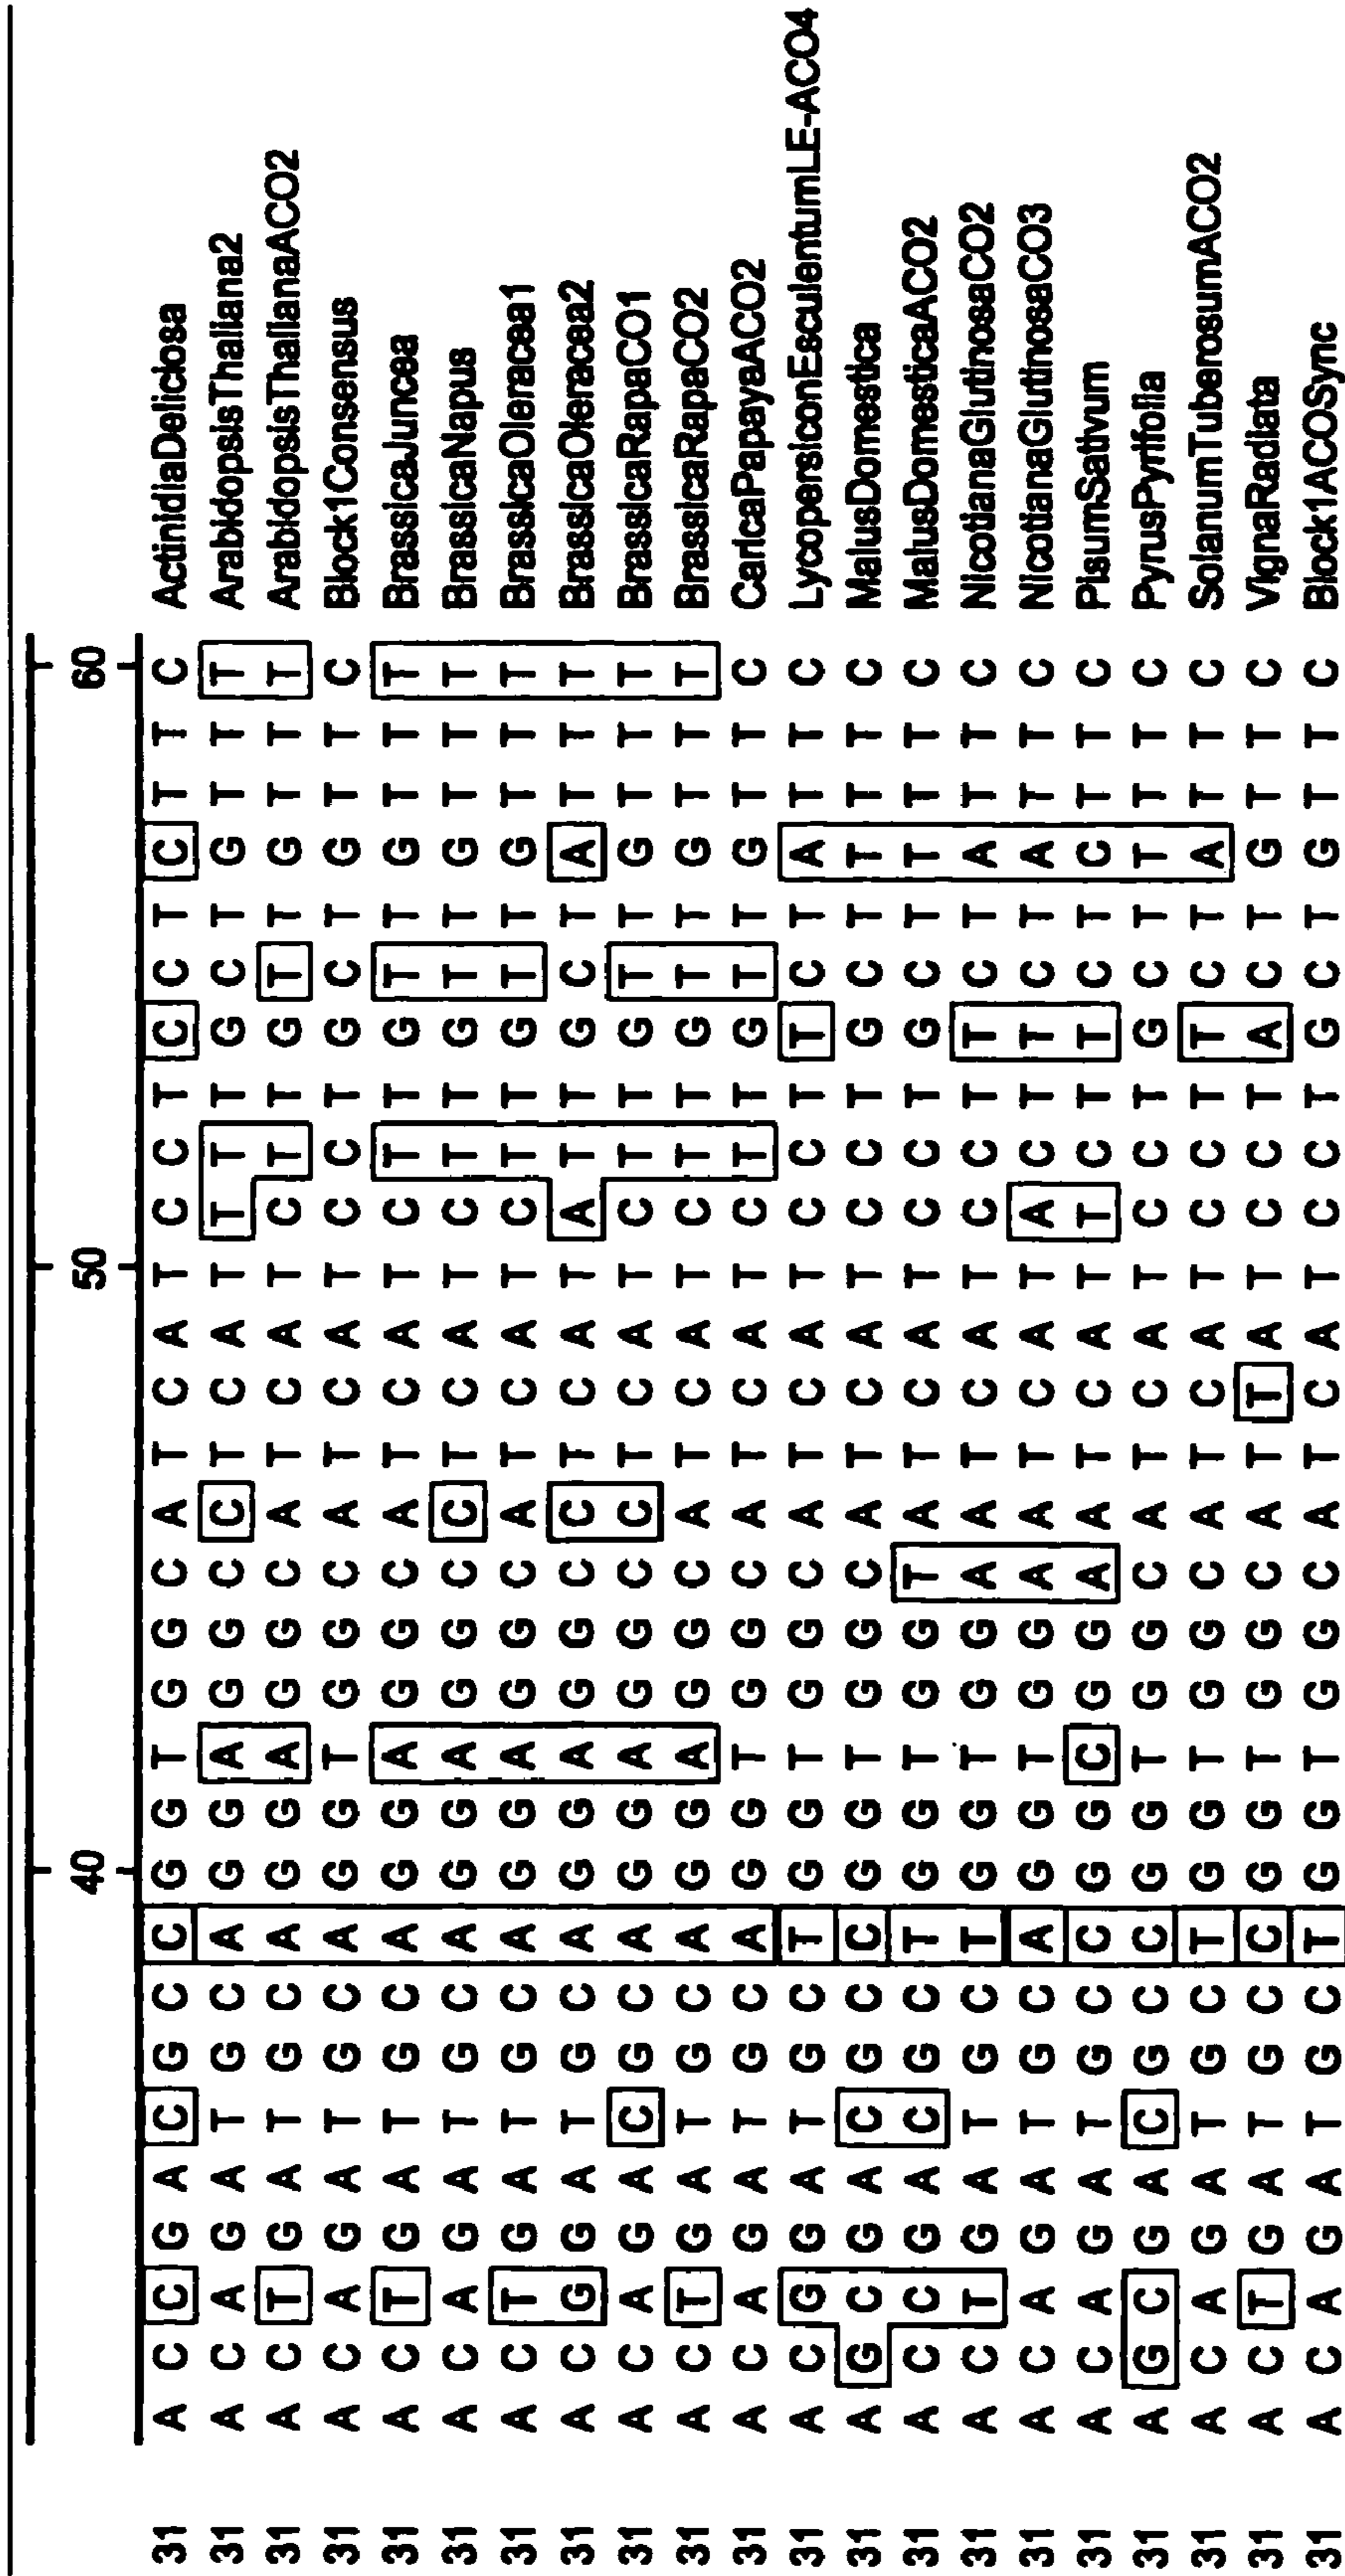 40 50 60
31 A C C G A C G C C G G T G G C A T C A T C C T C C T C T T C ActinidiaDeliciosa
31 A C A G A T G C A G G A G G C C T C A T T T T G C T G T T T ArabidopsisThaliana2
31 A C T G A T G C A G G A G G C A T C A T C T T G T T G T T T ArabidopsisThalianaACO2
31 A C A G A T G C A G G T G G C A T C A T C C T G C T G T T C Block1Consensus
31 A C T G A T G C A G G A G G C A T C A T C T T G T T G T T T BrassicaJuncea
31 A C A G A T G C A G G A G G C C T C A T C T T G T T G T T T BrassicaNapus
31 A C T G A T G C A G G A G G C A T C A T C T T G T T G T T T BrassicaOleracea1
31 A C G G A T G C A G G A G G C C T C A T A T T G C T A T T T BrassicaOleracea2
31 A C A G A C G C A G G A G G C C T C A T C T T G T T G T T T BrassicaRapaCO1
31 A C T G A T G C A G G A G G C A T C A T C T T G T T G T T T BrassicaRapaCO2
31 A C A G A T G C A G G T G G C A T C A T C T T G T T G T T C CaricaPapayaACO2
31 A C G G A T G C T G G T G G C A T C A T C C T T C T A T T C LycopersiconEsculentumLE-ACO4
31 A G C G A C G C C G G T G G C A T C A T C C T G C T T T T C MalusDomestica
31 A C C G A C G C T G G T G G T A T C A T C C T G C T T T T C MalusDomesticaACO2
31 A C T G A T G C T G G T G G A A T C A T C C T T C T A T T C NicotianaGlutinosaCO2
31 A C A G A T G C A G G T G G A A T C A T A C T T C T A T T C NicotianaGlutinosaCO3
31 A C A G A T G C C G G C G G A A T C A T T C T T C T C T T C PisumSativum
31 A G C G A C G C C G G T G G C A T C A T C C T G C T T T T C PyrusPyrifolia
31 A C A G A T G C T G G T G G C A T C A T C C T T C T A T T C SolanumTuberosumACO2
31 A C T G A T G C C G G T G G C A T T A T C C T A C T G T T C VignaRadiata
31 A C A G A T G C T G G T G G C A T C A T C C T G C T G T T C Block1ACOSync